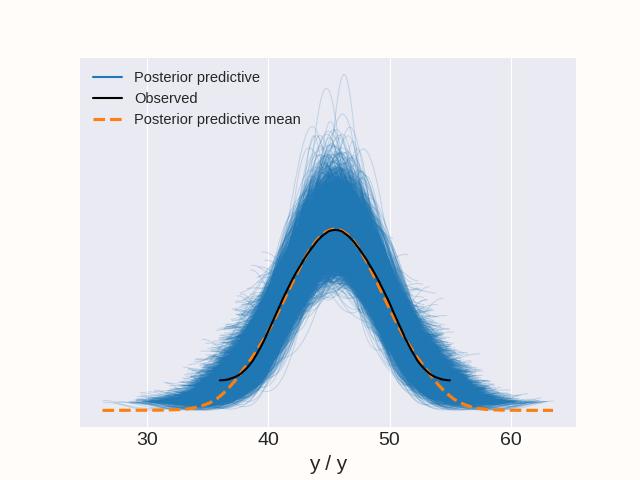 Posterior predictive
Observed
Posterior predictive mean
30 40 50 60
y / y